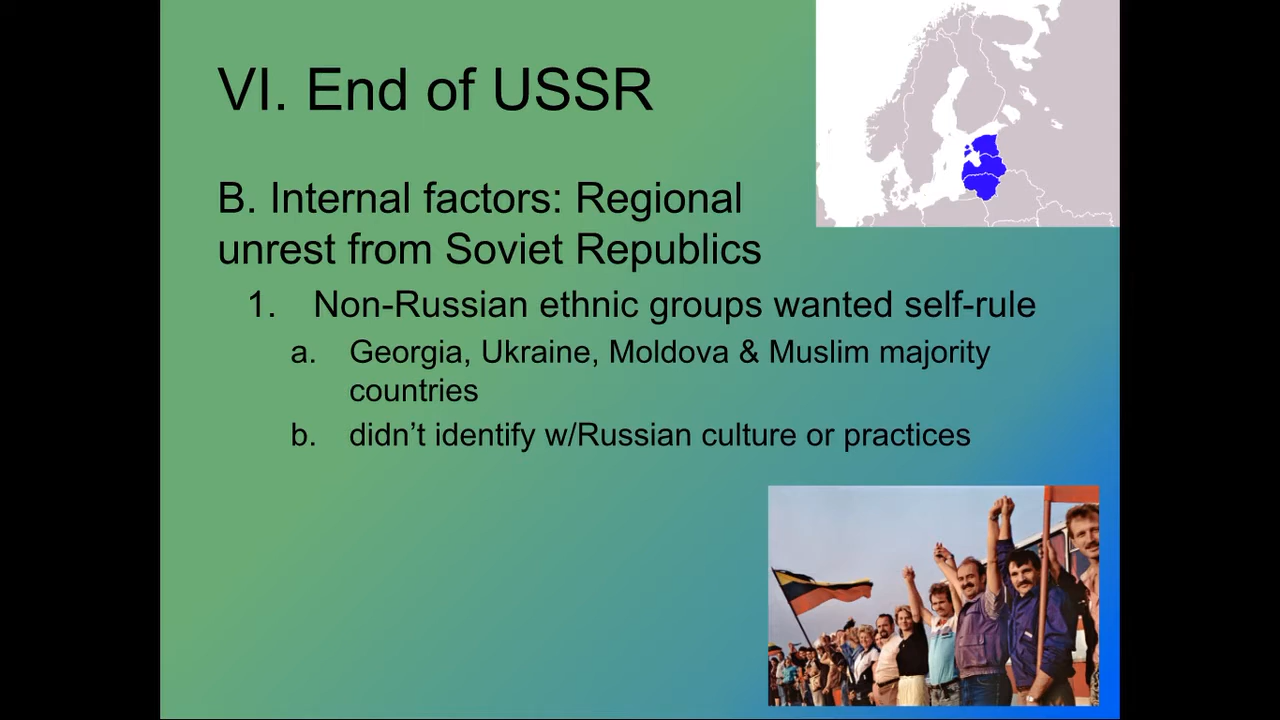 VI. End of USSR
B. Internal factors: Regional
unrest from Soviet Republics
1. Non-Russian ethnic groups wanted self-rule
a. Georgia, Ukraine, Moldova & Muslim majority
countries
b. didn’t identify w/Russian culture or practices